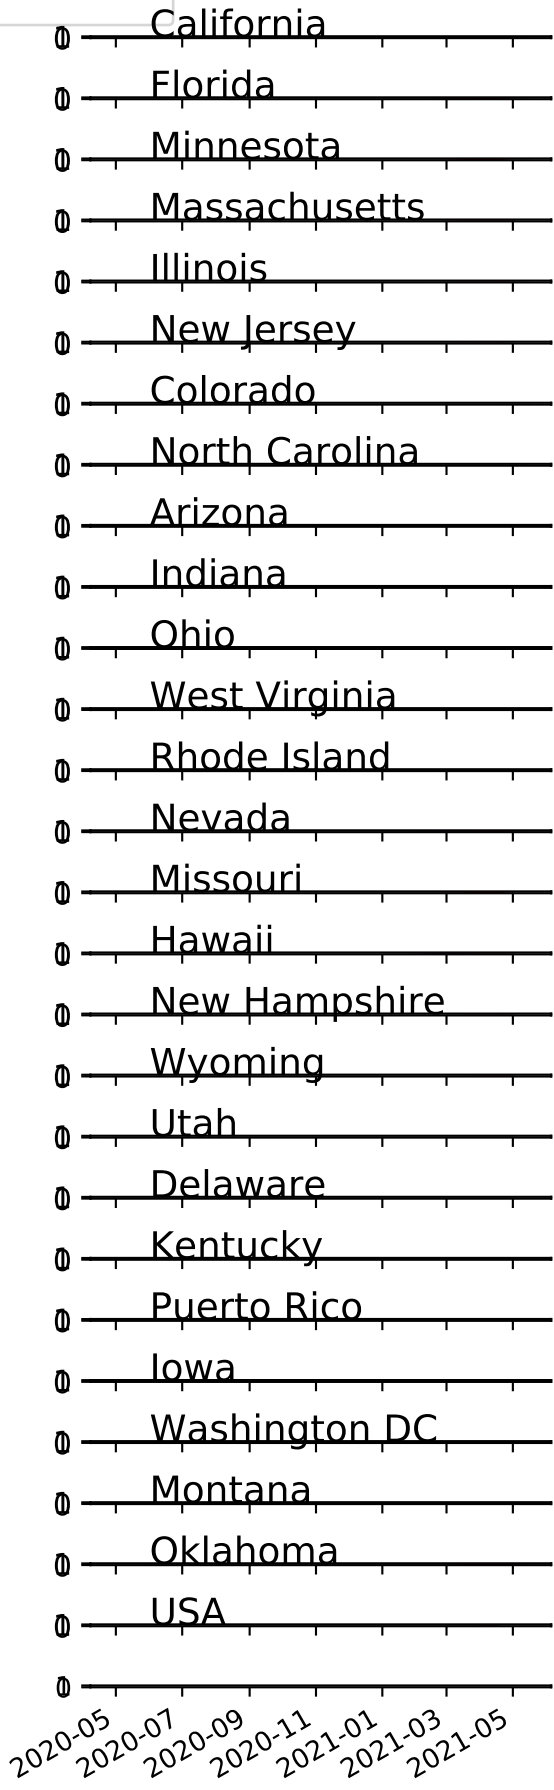 California
Florida
Minnesota
Massachusetts
Illinois
New Jersey
Colorado
North Carolina
Arizona
Indiana
Ohio
West Virginia
Rhode Island
Nevada
Missouri
Hawaii
New Hampshire
Wyoming
Utah
Delaware
Kentucky
Puerto Rico
Iowa
Washington DC
Montana
Oklahoma
USA
0
2020-05 2020-07 2020-09 2020-11 2021-01 2021-03 2021-05